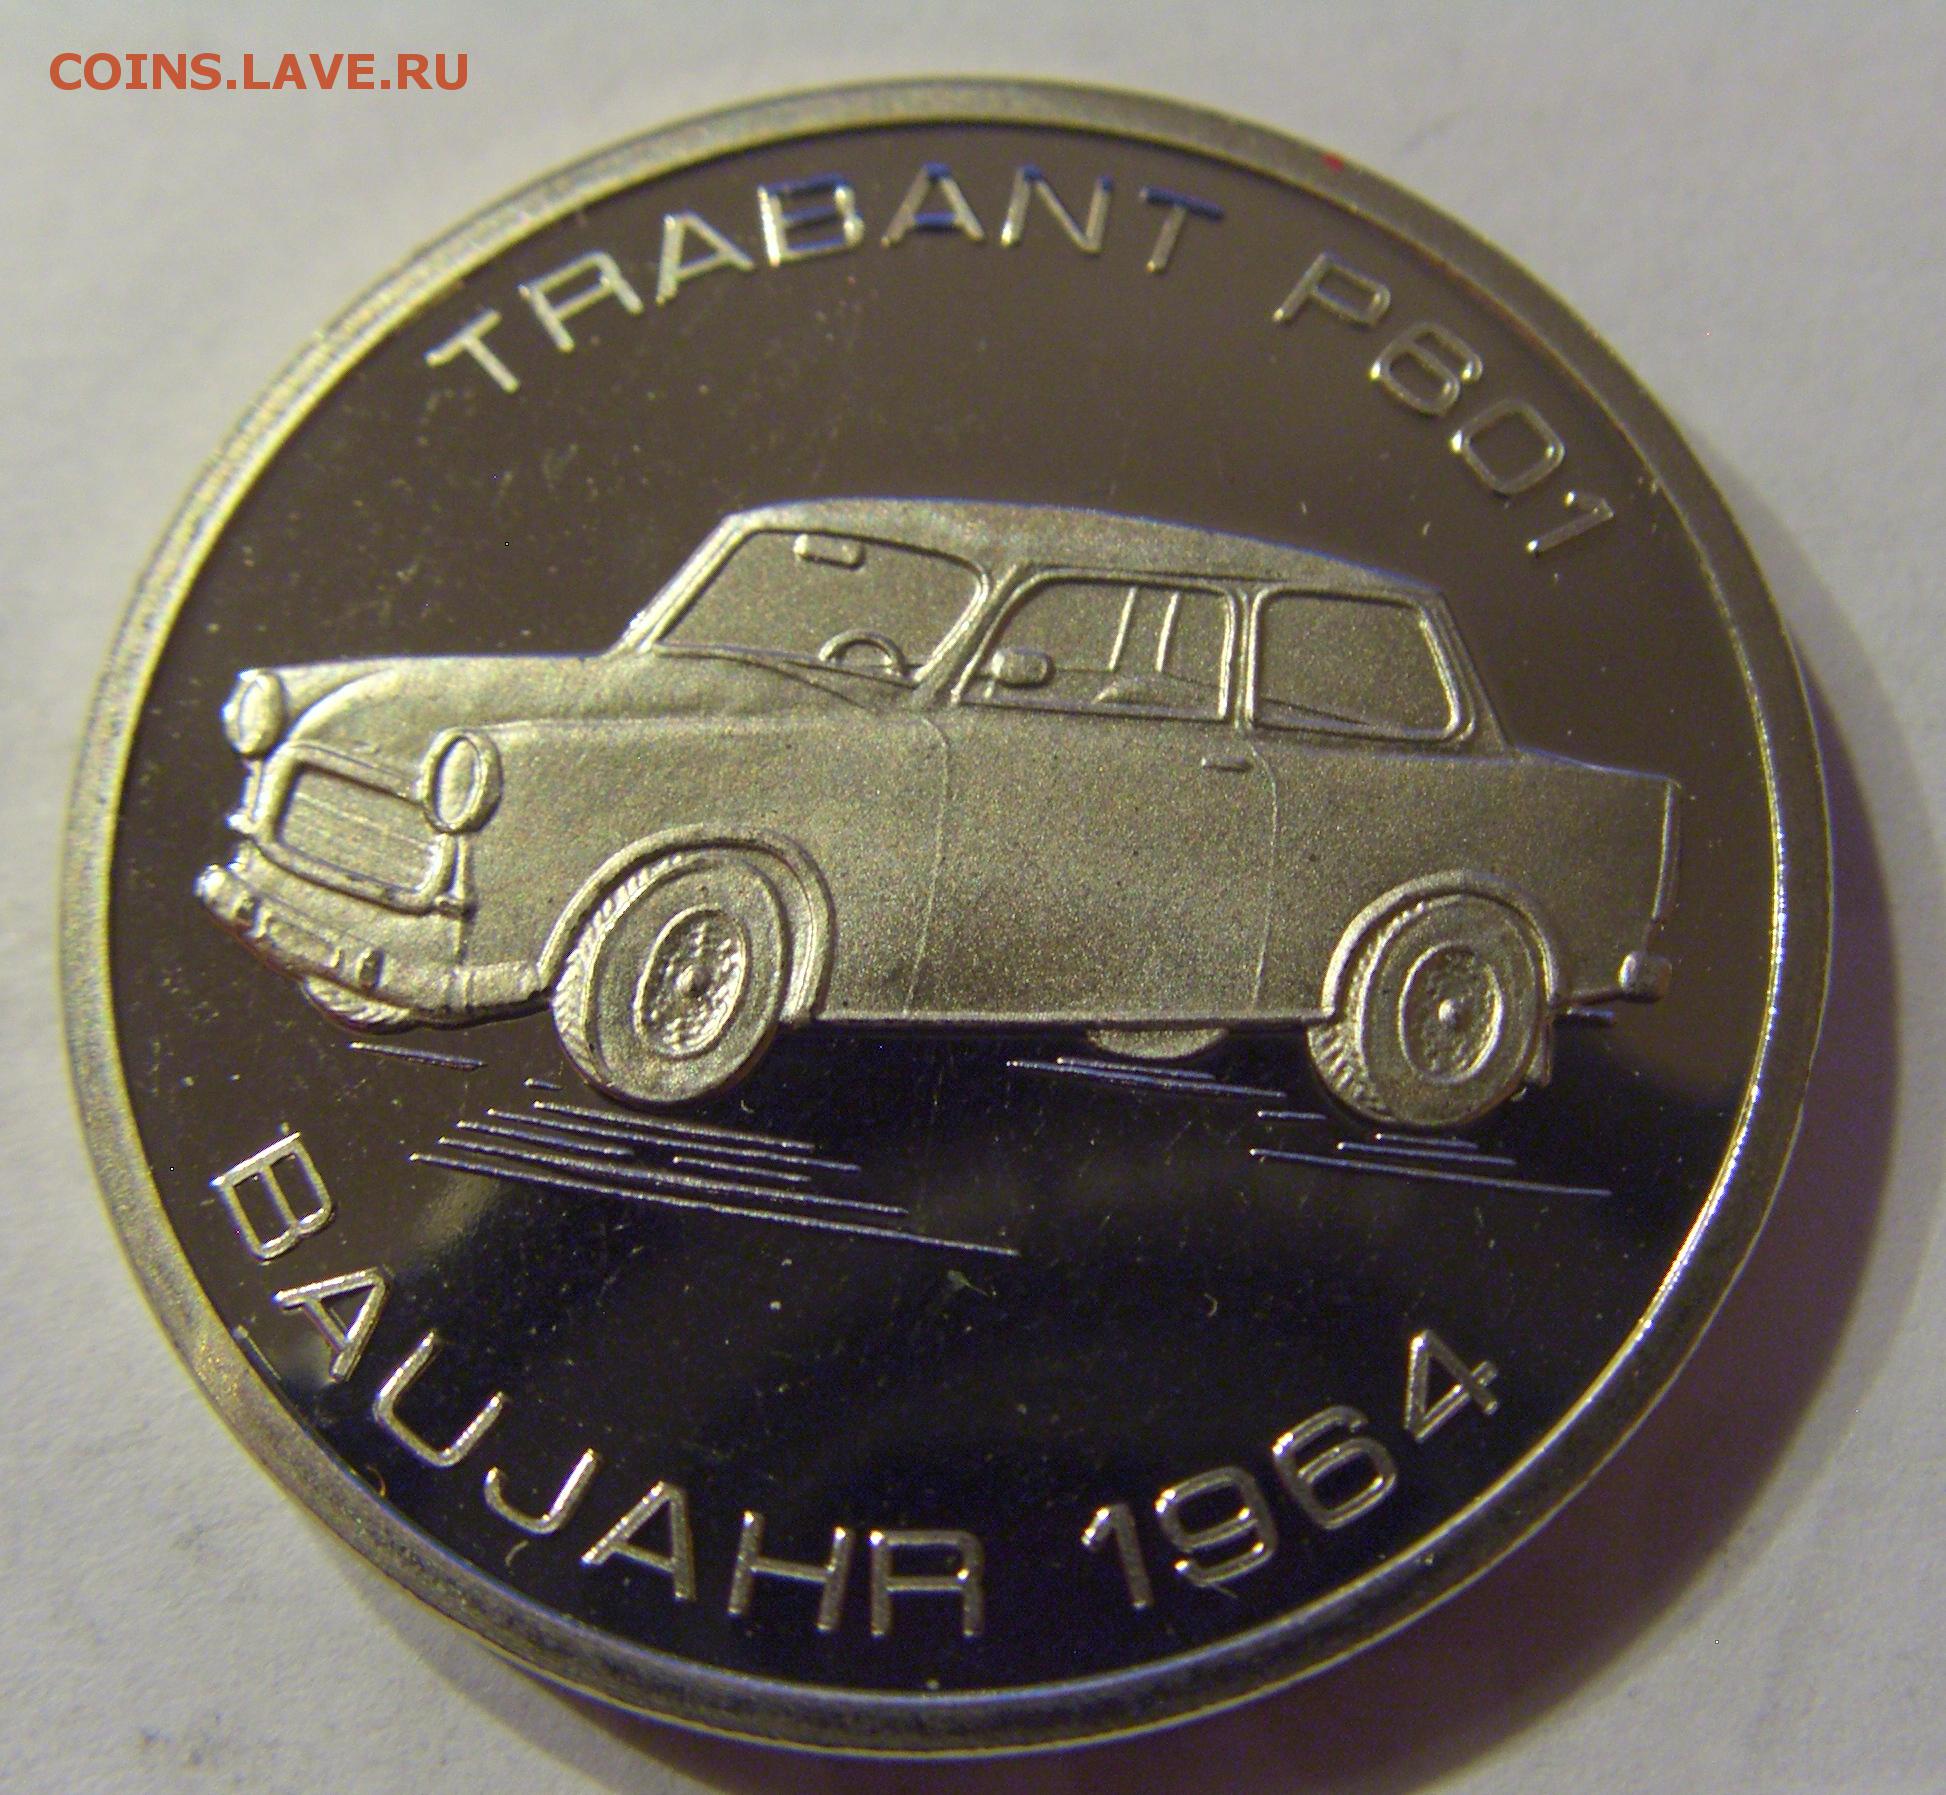 COINS.LAVE.RU
TRABANT P601
BAUJAHR 1964